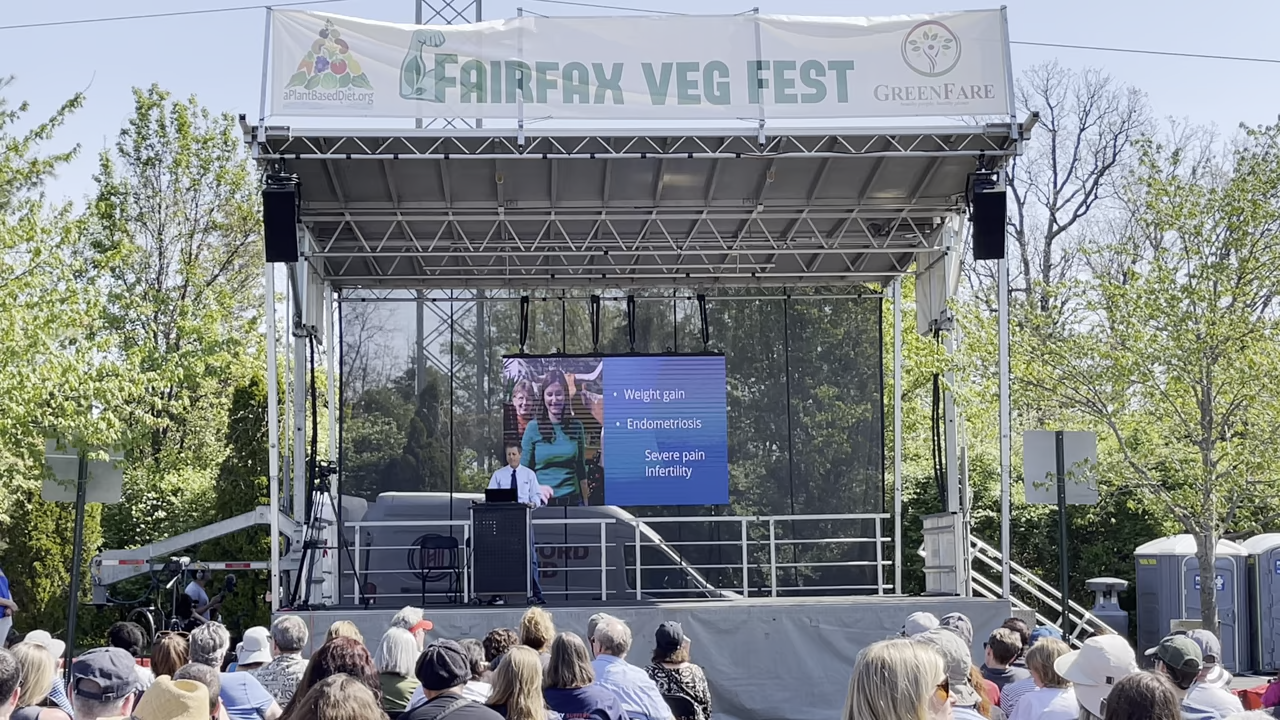 aPlantBasedDiet.org
FAIRFAX VEG FEST
GREENFARE
• Weight gain
• Endometriosis
Severe pain
Infertility